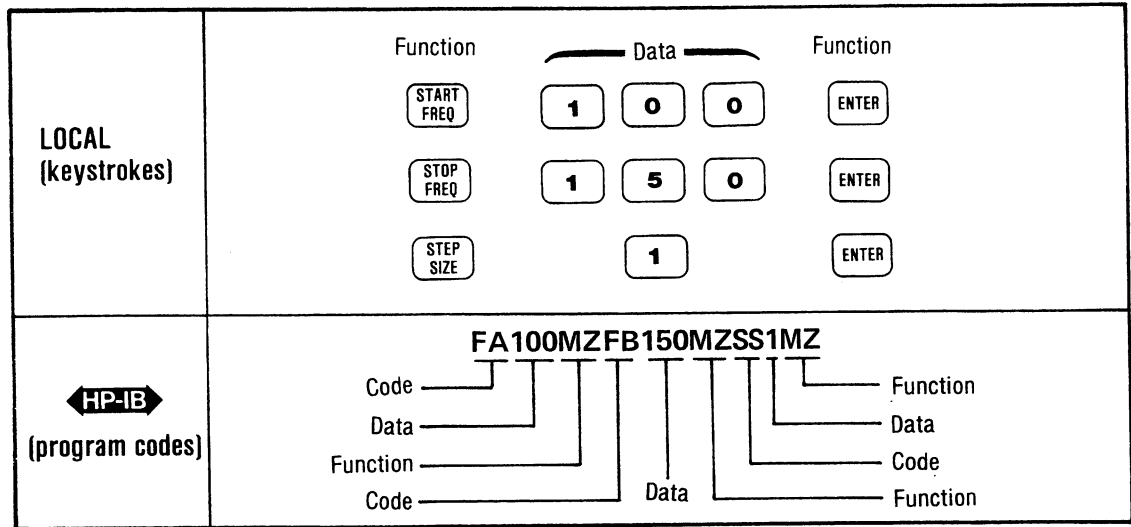 LOCAL
(keystrokes)
Function Data Function
START
FREQ
1 0 0
ENTER
STOP
FREQ
1 5 0
ENTER
STEP
SIZE
1
ENTER
HP-IB
(program codes)
FA100MZFB150MZSS1MZ
Code
Data
Function
Code
Data
Function
Data
Code
Function